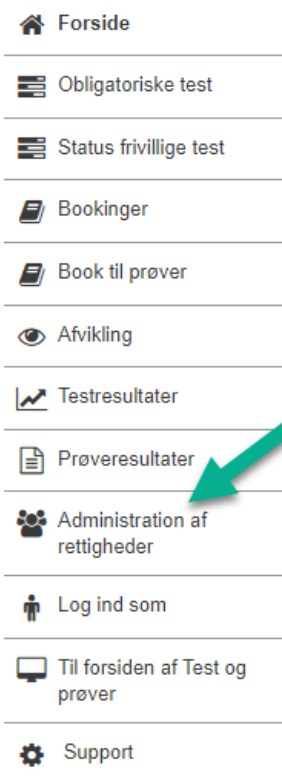 Forside
Obligatoriske test
Status frivillige test
Bookinger
Book til prøver
Afvikling
Testresultater
Prøveresultater
Administration af
rettigheder
Log ind som
Til forsiden af Test og
prøver
Support